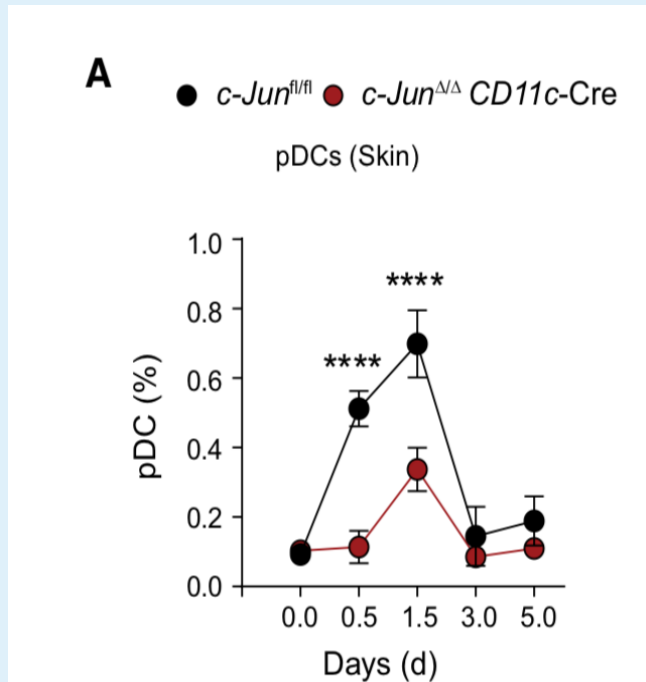 A
c-Junfl/fl c-JunΔ/Δ CD11c-Cre
pDCs (Skin)
1.0
****
0.8
****
0.6
pDC (%)
0.4
0.2
0.0
0.0 0.5 1.5 3.0 5.0
Days (d)